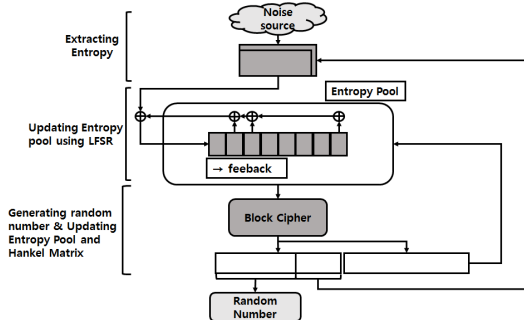 Noise
source
Extracting
Entropy
Entropy Pool
Updating Entropy
pool using LFSR
→ feeback
Generating random
number & Updating
Entropy Pool and
Hankel Matrix
Block Cipher
Random
Number